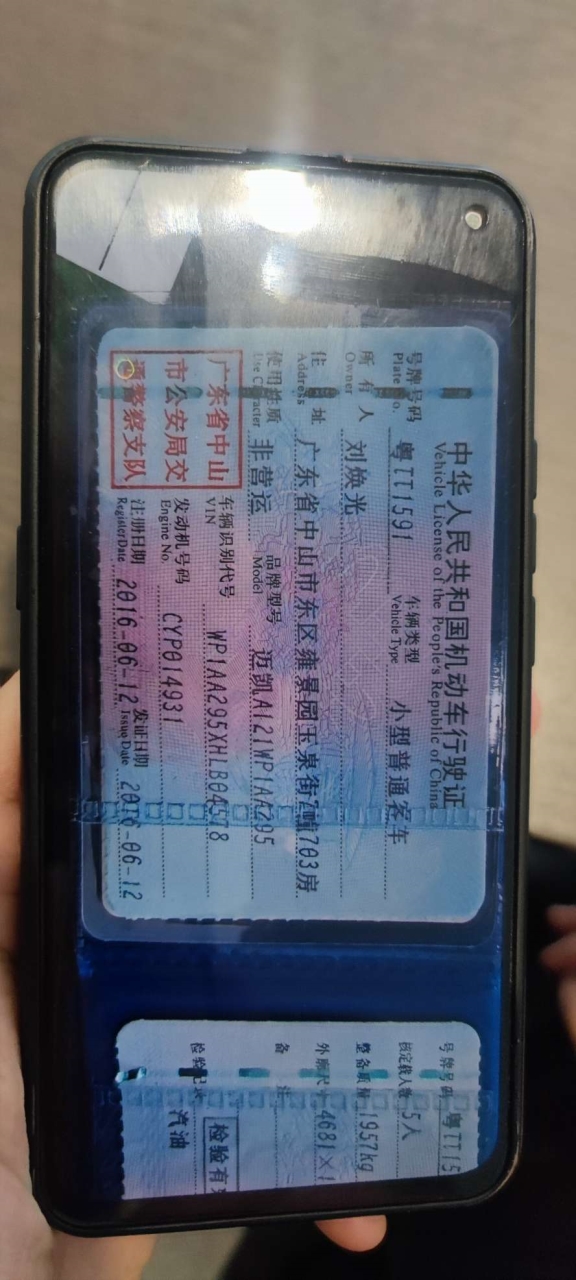 中华人民共和国机动车行驶证
Vehicle License of the People's Republic of China
号牌号码 粤TT1591 车辆类型 小型普通客车
Plate No. Vehicle Type
所有人 刘焕光
Owner
住址 广东省中山市东区雍景园玉泉街7幢703房
Address
使用性质 非营运 品牌型号 迈凯A121WP1AA295
Use Character Model
广东省中山
市公安局交
通警察支队
车辆识别代号 WP1AA295XHLB04578
VIN
发动机号码 CYP014931
Engine No.
注册日期 2016-06-12 发证日期 2016-06-12
Register Date Issue Date
号牌号码 粤TT15
核定载人数 5人
整备质量 1957kg
外廓尺 4681×1
备注
检验有
检验记 汽油